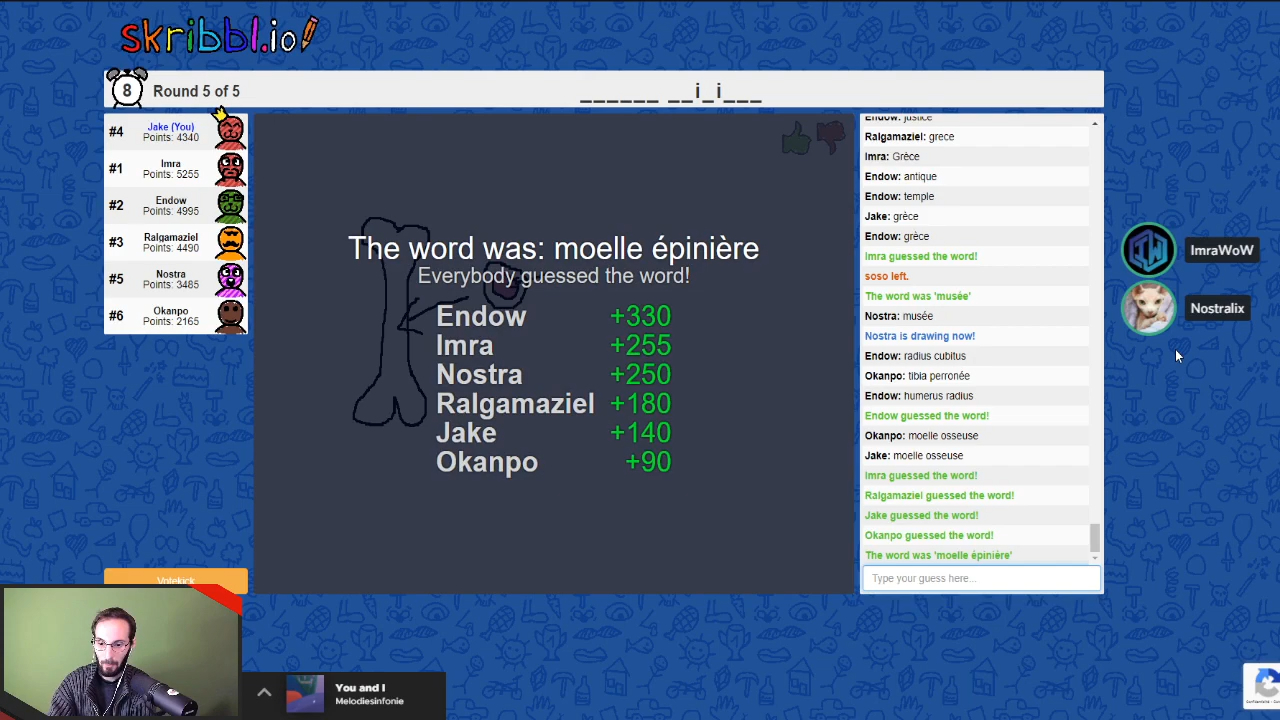 skribbl.io
8
Round 5 of 5
______ __i_i___
#4
Jake (You)
Points: 4340
#1
Imra
Points: 5255
#2
Endow
Points: 4995
#3
Ralgamaziel
Points: 4490
#5
Nostra
Points: 3485
#6
Okanpo
Points: 2165
Votekick
The word was: moelle épinière
Everybody guessed the word!
Endow +330
Imra +255
Nostra +250
Ralgamaziel +180
Jake +140
Okanpo +90
Endow: justice
Ralgamaziel: grece
Imra: Grèce
Endow: antique
Endow: temple
Jake: grèce
Endow: grèce
Imra guessed the word!
soso left.
The word was 'musée'
Nostra: musée
Nostra is drawing now!
Endow: radius cubitus
Okanpo: tibia perronée
Endow: humerus radius
Endow guessed the word!
Okanpo: moelle osseuse
Jake: moelle osseuse
Imra guessed the word!
Ralgamaziel guessed the word!
Jake guessed the word!
Okanpo guessed the word!
The word was 'moelle épinière'
Type your guess here...
ImraWoW
Nostralix
You and I
Melodiesinfonie